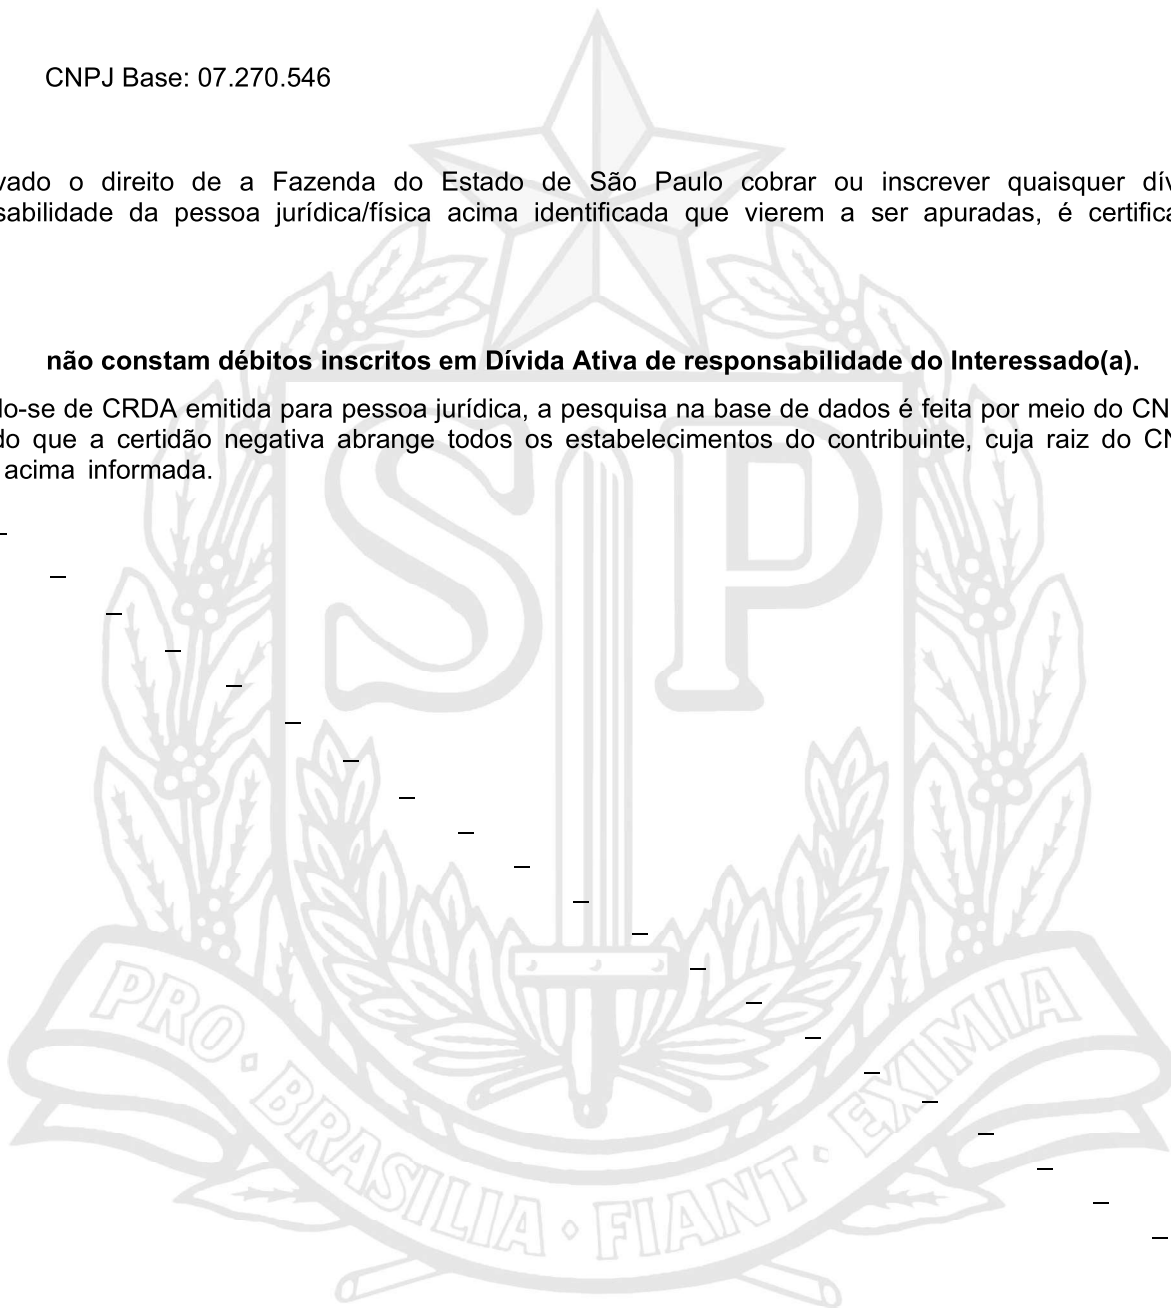 CNPJ Base: 07.270.546
vado o direito de a Fazenda do Estado de São Paulo cobrar ou inscrever quaisquer dív
sabilidade da pessoa jurídica/física acima identificada que vierem a ser apuradas, é certifica
não constam débitos inscritos em Dívida Ativa de responsabilidade do Interessado(a).
do-se de CRDA emitida para pessoa jurídica, a pesquisa na base de dados é feita por meio do CN
do que a certidão negativa abrange todos os estabelecimentos do contribuinte, cuja raiz do CN
acima informada.
SP
PRO • BRASILIA • FIANT • EXIMIA